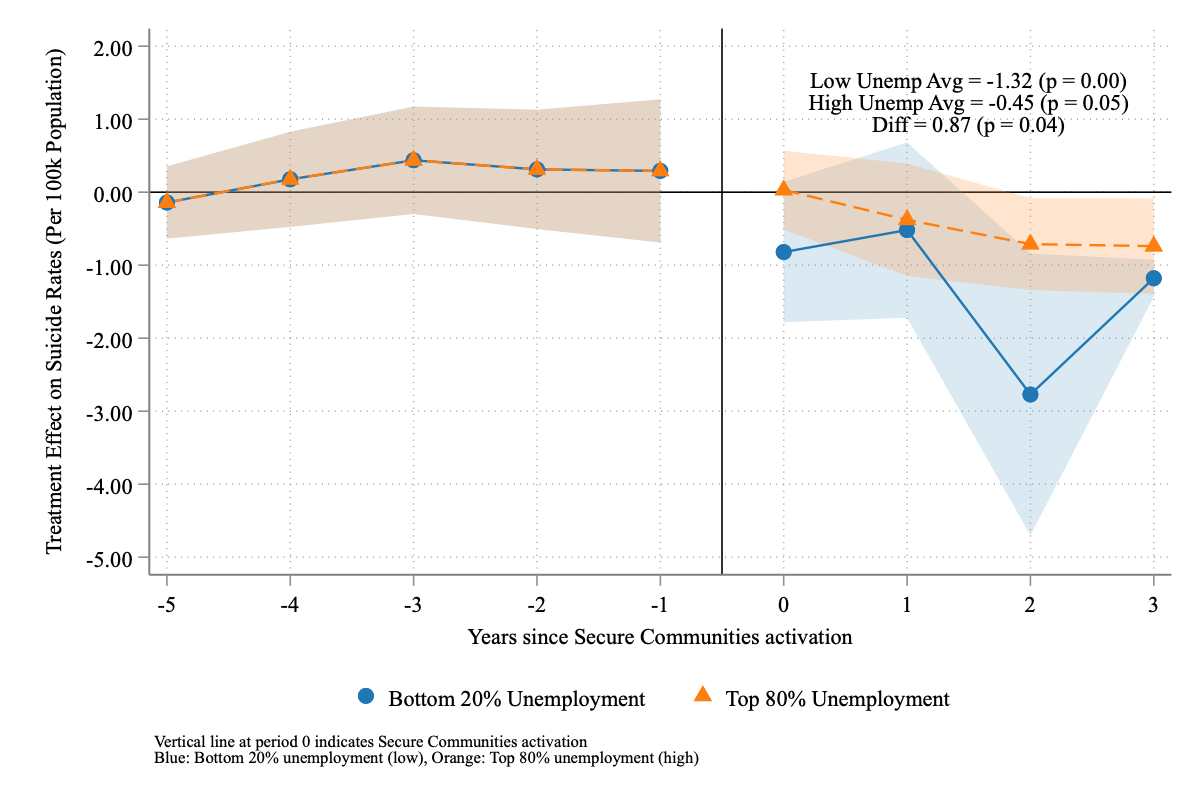 Treatment Effect on Suicide Rates (Per 100k Population)
2.00
1.00
0.00
-1.00
-2.00
-3.00
-4.00
-5.00
Low Unemp Avg = -1.32 (p = 0.00)
High Unemp Avg = -0.45 (p = 0.05)
Diff = 0.87 (p = 0.04)
-5 -4 -3 -2 -1 0 1 2 3
Years since Secure Communities activation
Bottom 20% Unemployment Top 80% Unemployment
Vertical line at period 0 indicates Secure Communities activation
Blue: Bottom 20% unemployment (low), Orange: Top 80% unemployment (high)